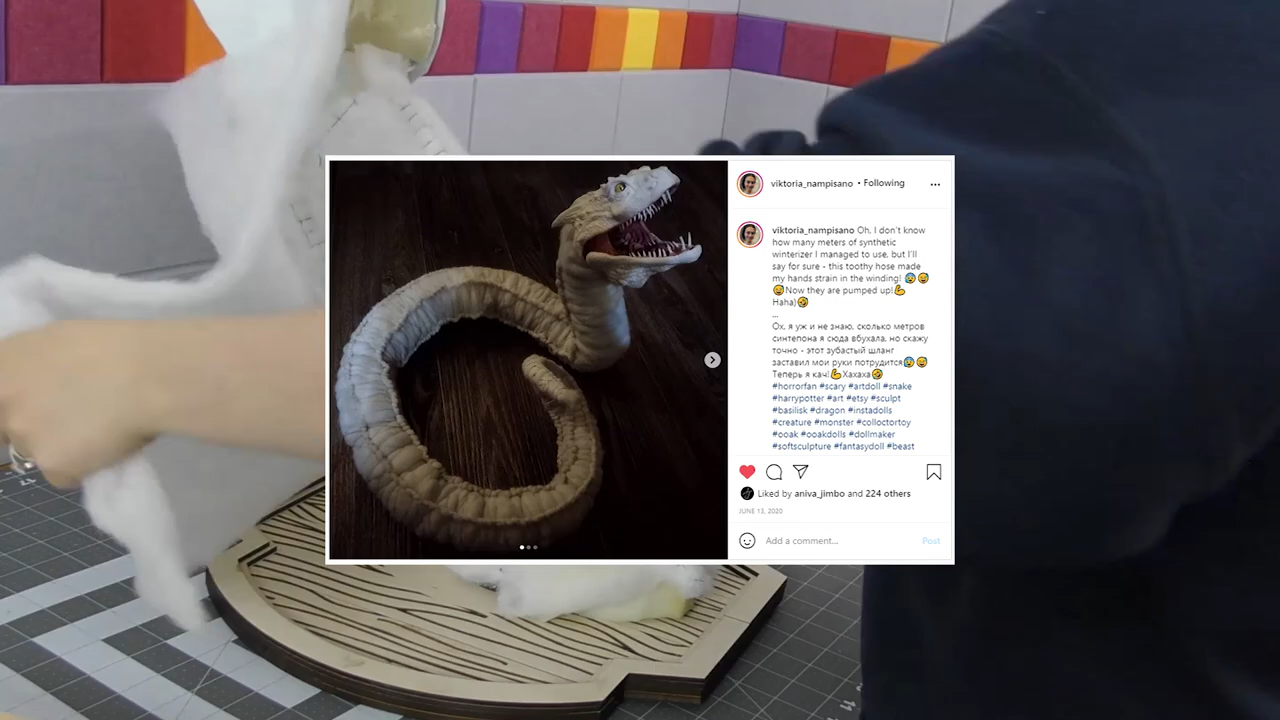 viktoria_nampisano • Following
viktoria_nampisano Oh, I don't know
how many meters of synthetic
winterizer I managed to use, but I'll
say for sure - this toothy hose made
my hands strain in the winding! 😰😅
😅Now they are pumped up!💪
Haha)🤣
...
Ох, я уж и не знаю, сколько метров
синтепона я сюда вбухала, но скажу
точно - этот зубастый шланг
заставил мои руки потрудится😰😅
Теперь я кач!💪Хахаха🤣
#horrorfan #scary #artdoll #snake
#harrypotter #art #etsy #sculpt
#basilisk #dragon #instadolls
#creature #monster #colloctortoy
#ooak #ooakdolls #dollmaker
#softsculpture #fantasydoll #beast
Liked by aniva_jimbo and 224 others
JUNE 13, 2020
Add a comment... Post